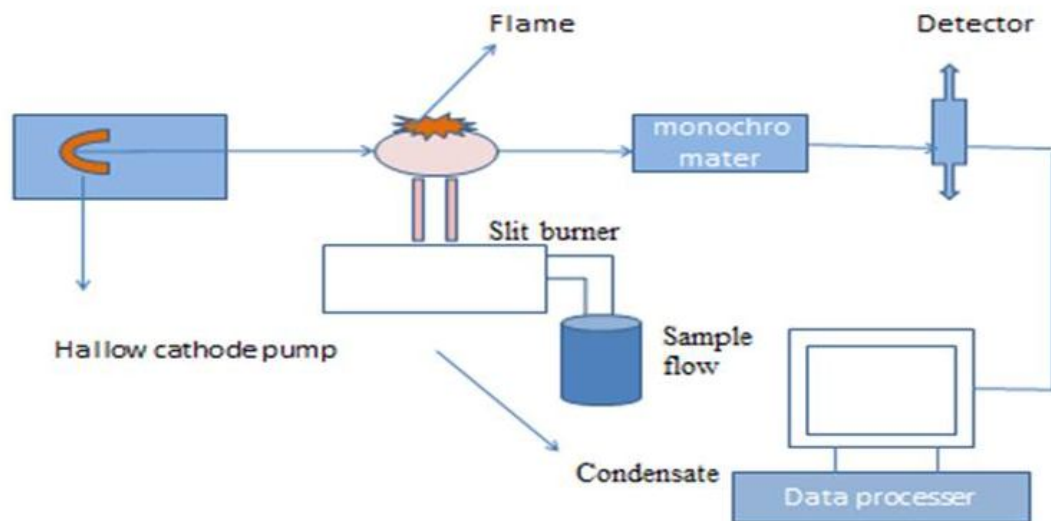 Flame
Detector
monochro
mater
Slit burner
Hallow cathode pump
Sample
flow
Condensate
Data processer